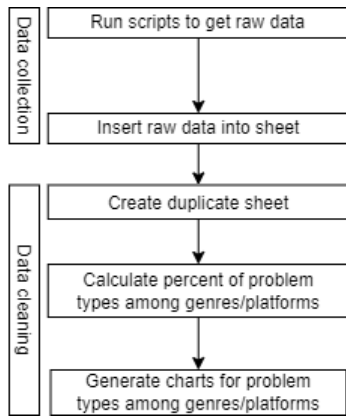 Data collection
Run scripts to get raw data
Insert raw data into sheet
Data cleaning
Create duplicate sheet
Calculate percent of problem
types among genres/platforms
Generate charts for problem
types among genres/platforms